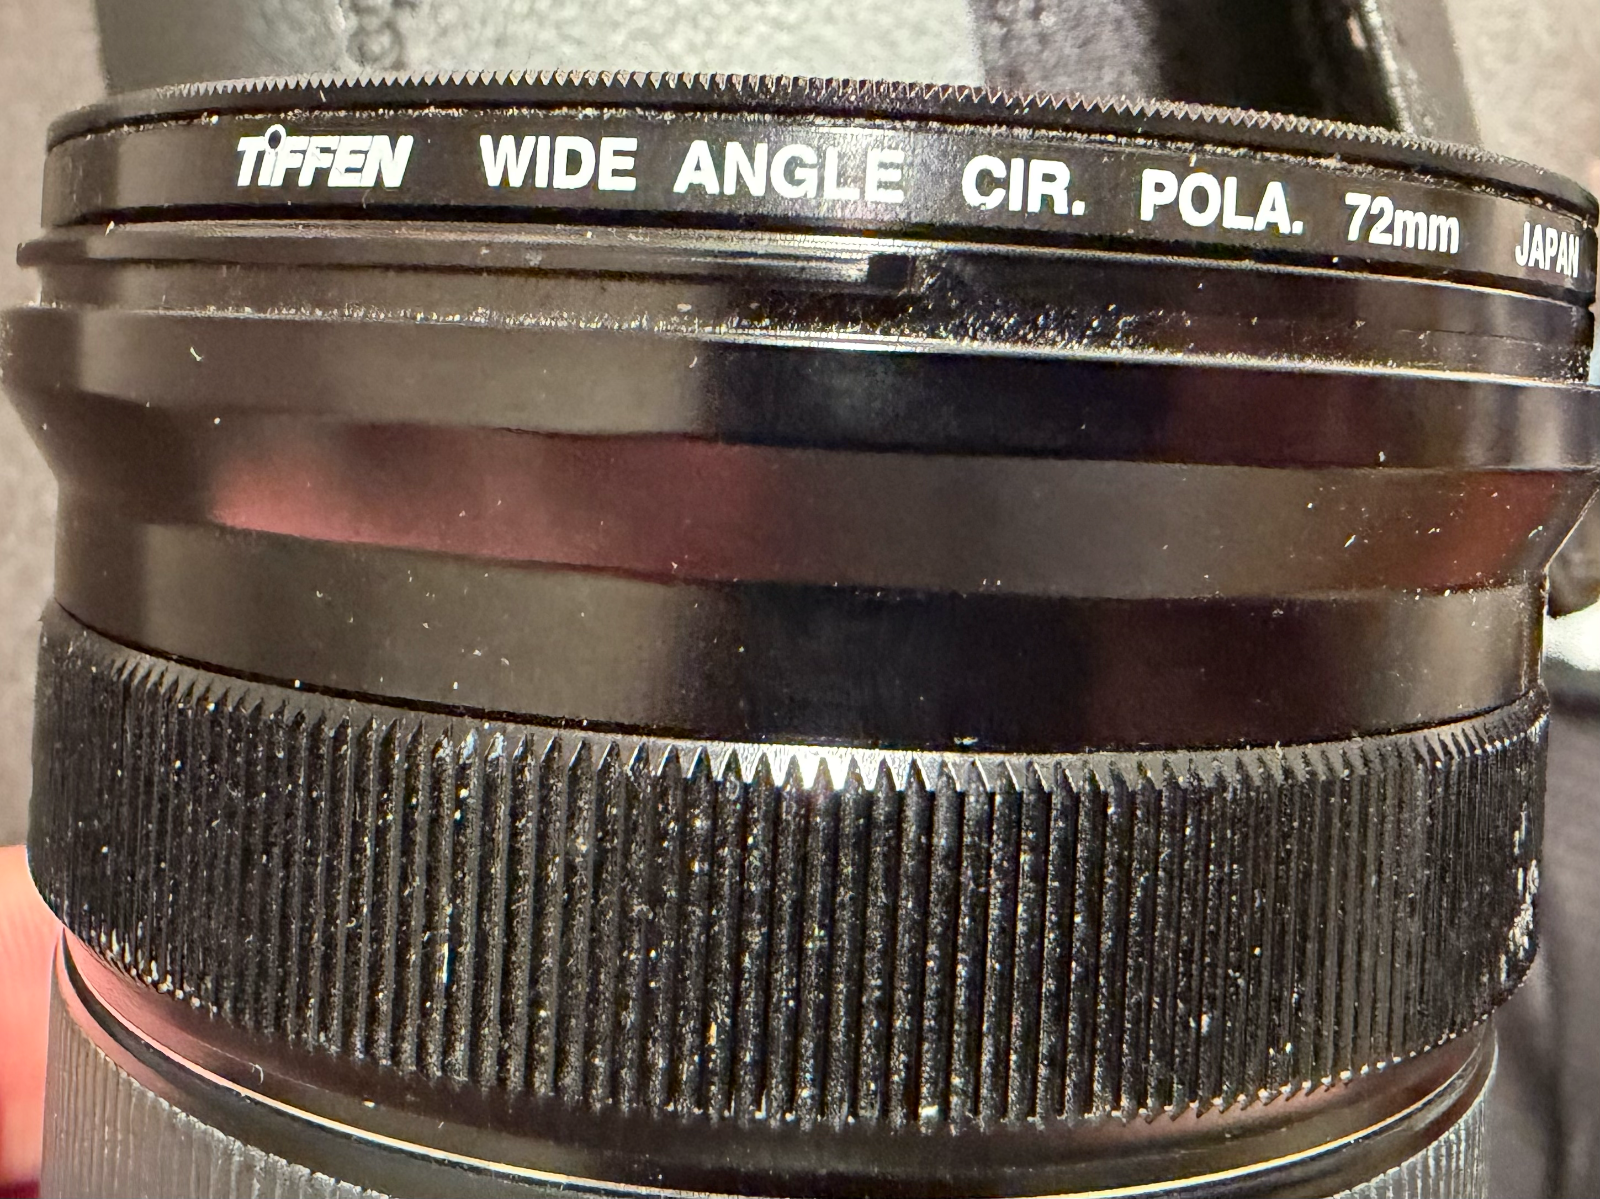 TiFFEN WIDE ANGLE CIR. POLA. 72mm JAPAN